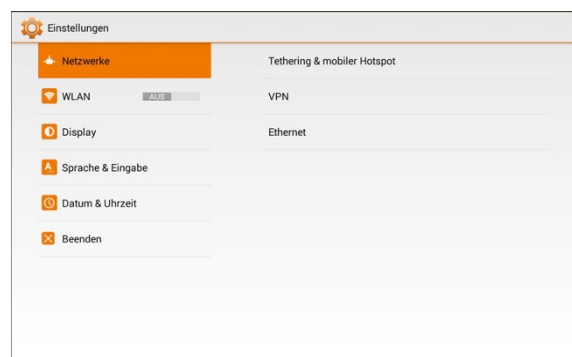 Einstellungen
Netzwerke
WLAN AUS
Display
Sprache & Eingabe
Datum & Uhrzeit
Beenden
Tethering & mobiler Hotspot
VPN
Ethernet